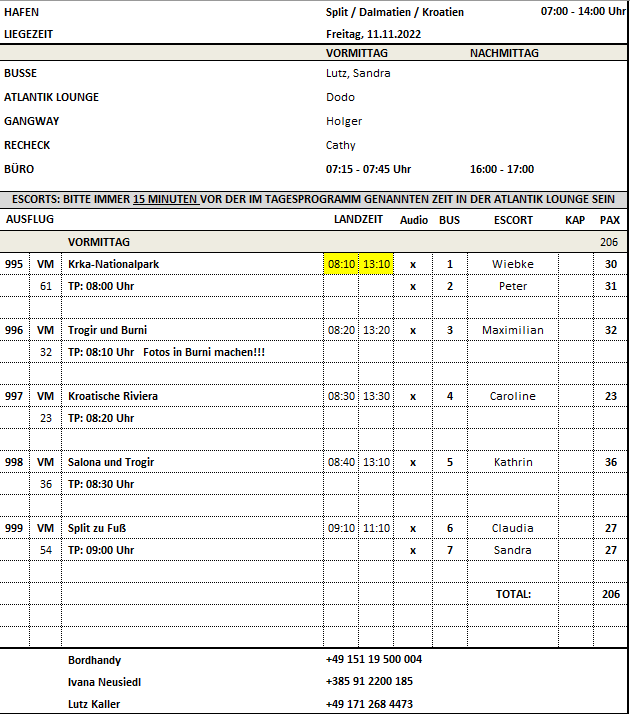 HAFEN Split / Dalmatien / Kroatien 07:00 - 14:00 Uhr
LIEGEZEIT Freitag, 11.11.2022
VORMITTAG NACHMITTAG
BUSSE Lutz, Sandra
ATLANTIK LOUNGE Dodo
GANGWAY Holger
RECHECK Cathy
BÜRO 07:15 - 07:45 Uhr 16:00 - 17:00
ESCORTS: BITTE IMMER 15 MINUTEN VOR DER IM TAGESPROGRAMM GENANNTEN ZEIT IN DER ATLANTIK LOUNGE SEIN
AUSFLUG LANDZEIT Audio BUS ESCORT KAP PAX
VORMITTAG 206
995 VM Krka-Nationalpark 08:10 13:10 x 1 Wiebke 30
61 TP: 08:00 Uhr x 2 Peter 31
996 VM Trogir und Burni 08:20 13:20 x 3 Maximilian 32
32 TP: 08:10 Uhr Fotos in Burni machen!!!
997 VM Kroatische Riviera 08:30 13:30 x 4 Caroline 23
23 TP: 08:20 Uhr
998 VM Salona und Trogir 08:40 13:10 x 5 Kathrin 36
36 TP: 08:30 Uhr
999 VM Split zu Fuß 09:10 11:10 x 6 Claudia 27
54 TP: 09:00 Uhr x 7 Sandra 27
TOTAL: 206
Bordhandy +49 151 19 500 004
Ivana Neusiedl +385 91 2200 185
Lutz Kaller +49 171 268 4473